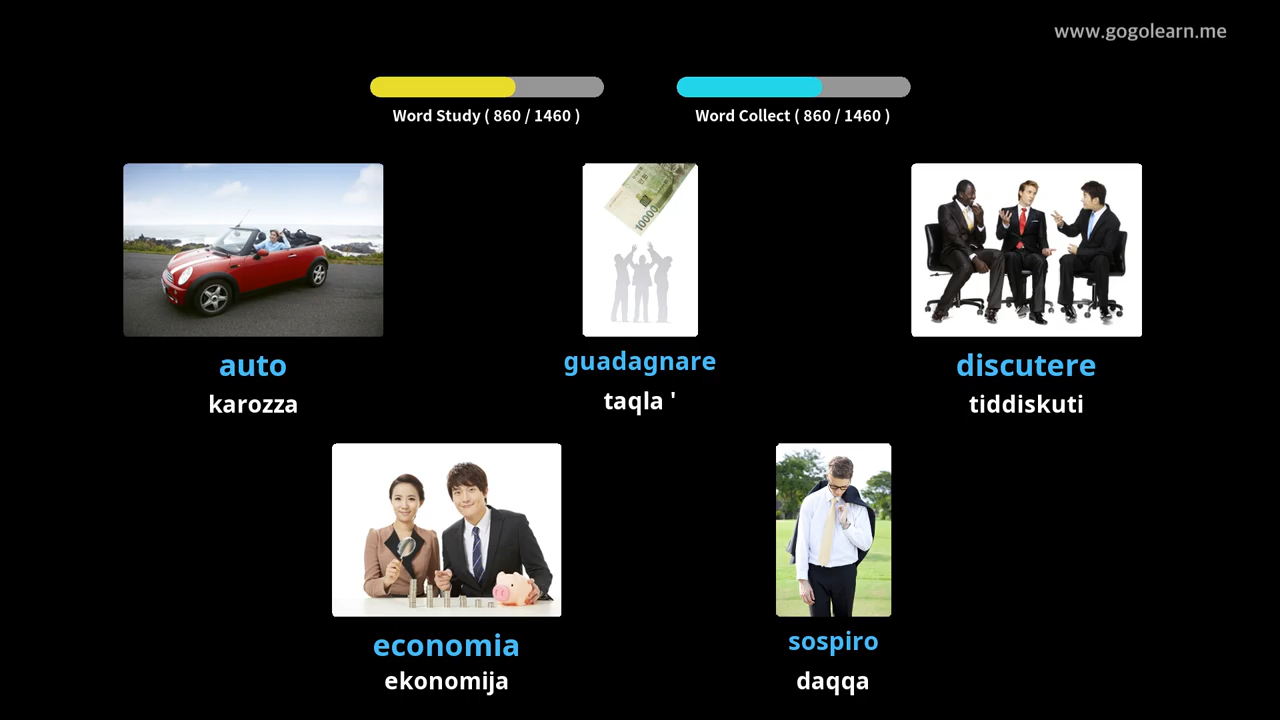 www.gogolearn.me
Word Study ( 860 / 1460 )
Word Collect ( 860 / 1460 )
10000
auto
karozza
guadagnare
taqla '
discutere
tiddiskuti
economia
ekonomija
sospiro
daqqa